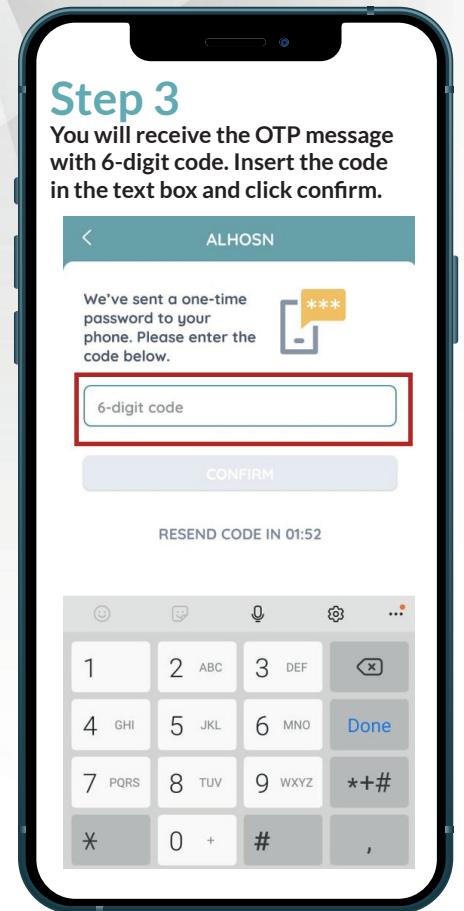 Step 3
You will receive the OTP message
with 6-digit code. Insert the code
in the text box and click confirm.
ALHOSN
We've sent a one-time
password to your
phone. Please enter the
code below.
***
6-digit code
CONFIRM
RESEND CODE IN 01:52
1 2 ABC 3 DEF
4 GHI 5 JKL 6 MNO Done
7 PQRS 8 TUV 9 WXYZ *+#
* 0 + # ,